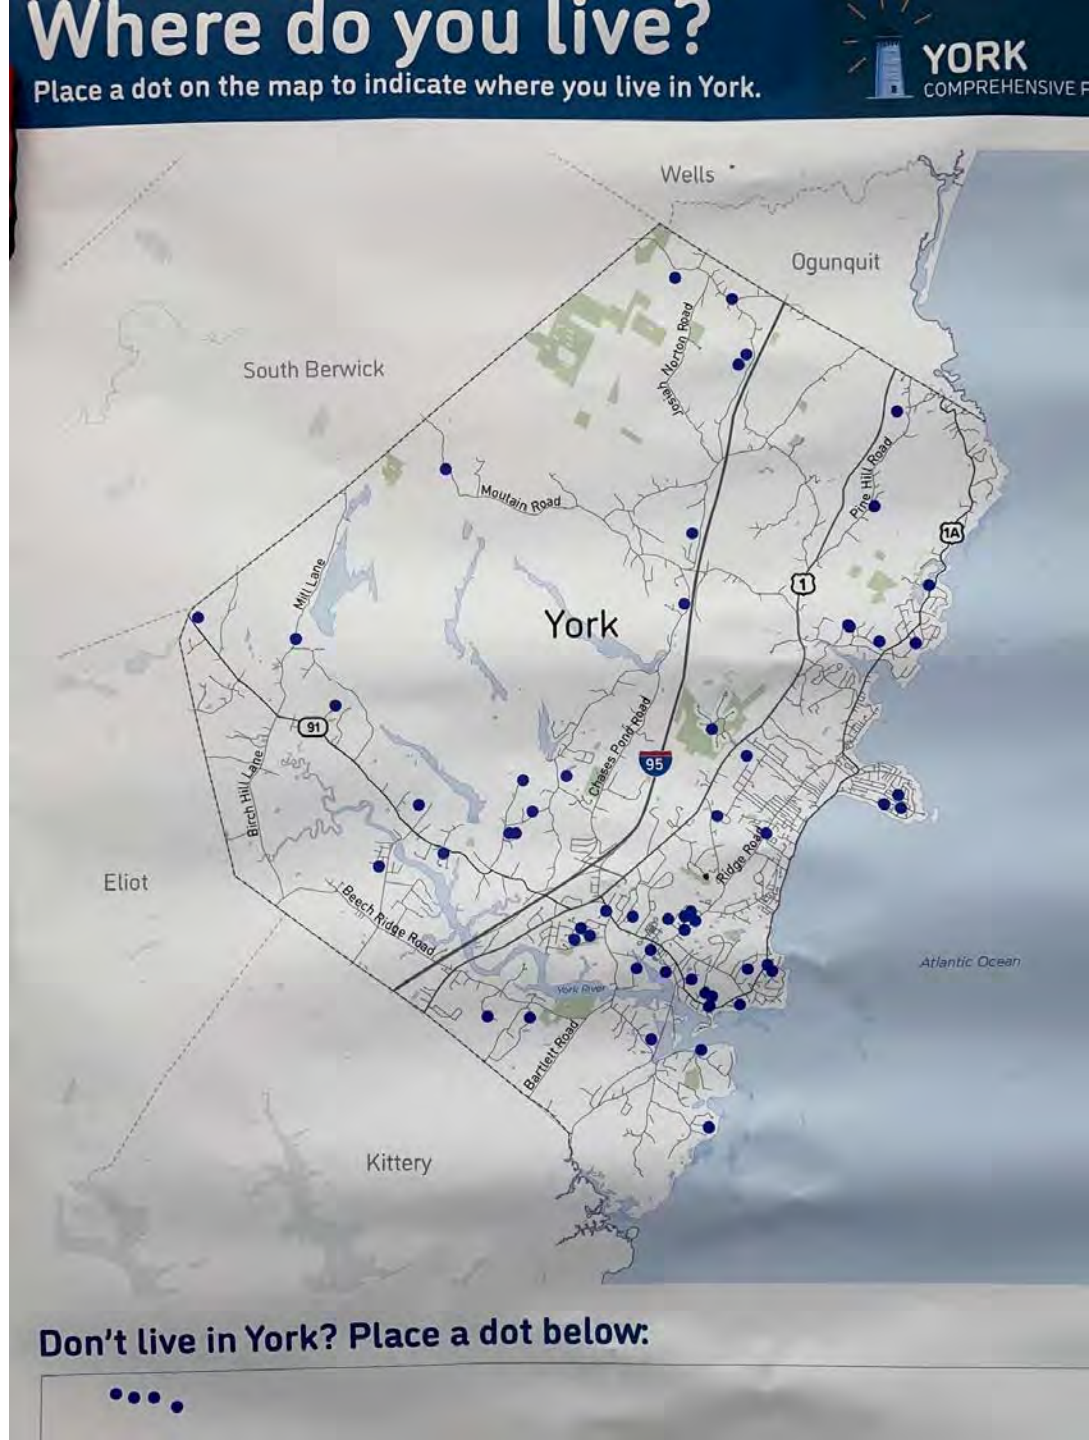 Where do you live?
Place a dot on the map to indicate where you live in York.
YORK
COMPREHENSIVE P
Wells
Ogunquit
South Berwick
Josiah Norton Road
Moutain Road
Pine Hill Road
1A
Mill Lane
1
York
91
Chases Pond Road
95
Birch Hill Lane
Ridge Road
Eliot
Beech Ridge Road
Atlantic Ocean
York River
Bartlett Road
Kittery
Don't live in York? Place a dot below: